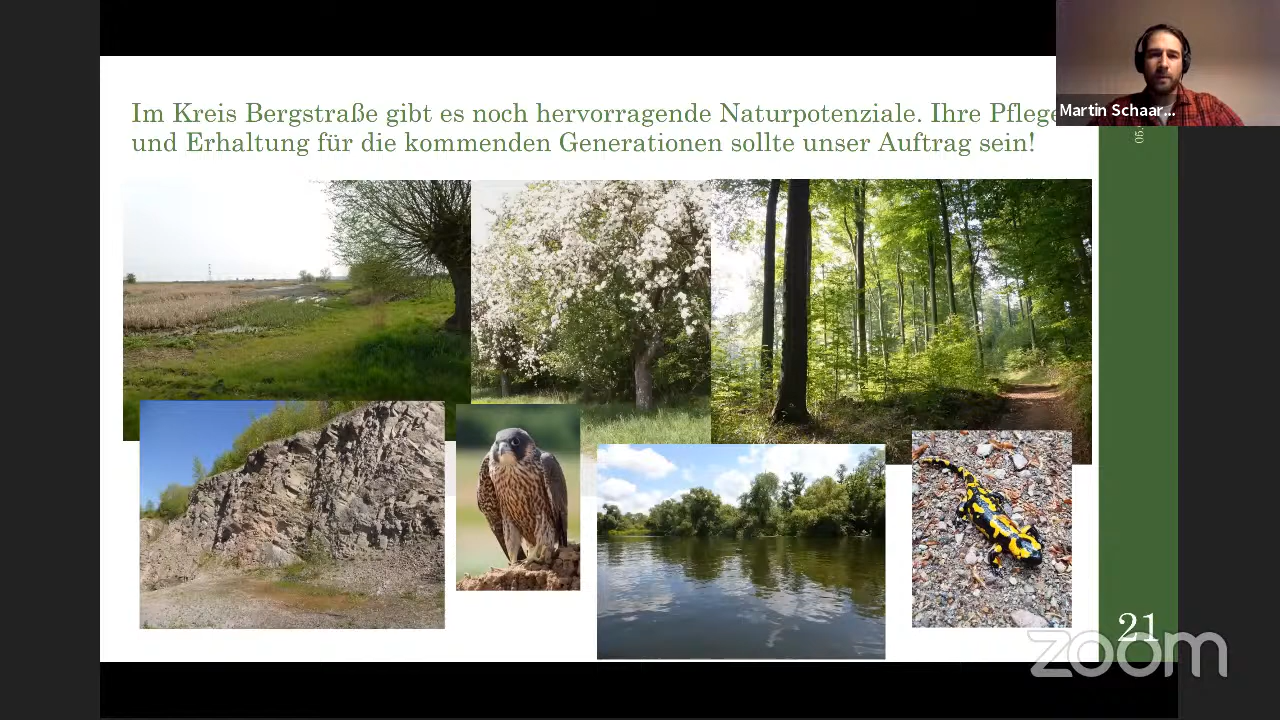 Im Kreis Bergstraße gibt es noch hervorragende Naturpotenziale. Ihre Pflege
und Erhaltung für die kommenden Generationen sollte unser Auftrag sein!
Martin Schaar...
21
zoom